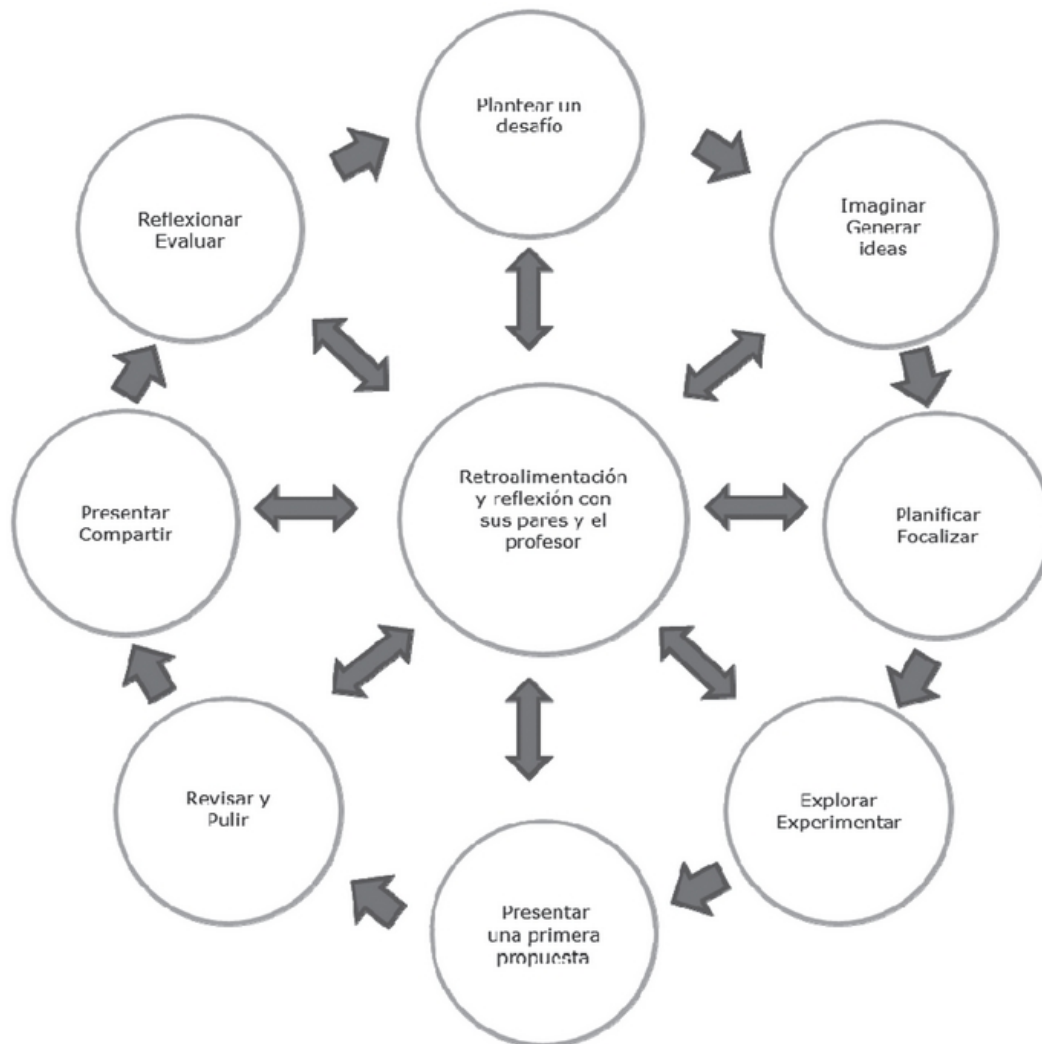 Plantear un
desafío
Imaginar
Generar
ideas
Planificar
Focalizar
Explorar
Experimentar
Presentar
una primera
propuesta
Revisar y
Pulir
Presentar
Compartir
Reflexionar
Evaluar
Retroalimentación
y reflexión con
sus pares y el
profesor